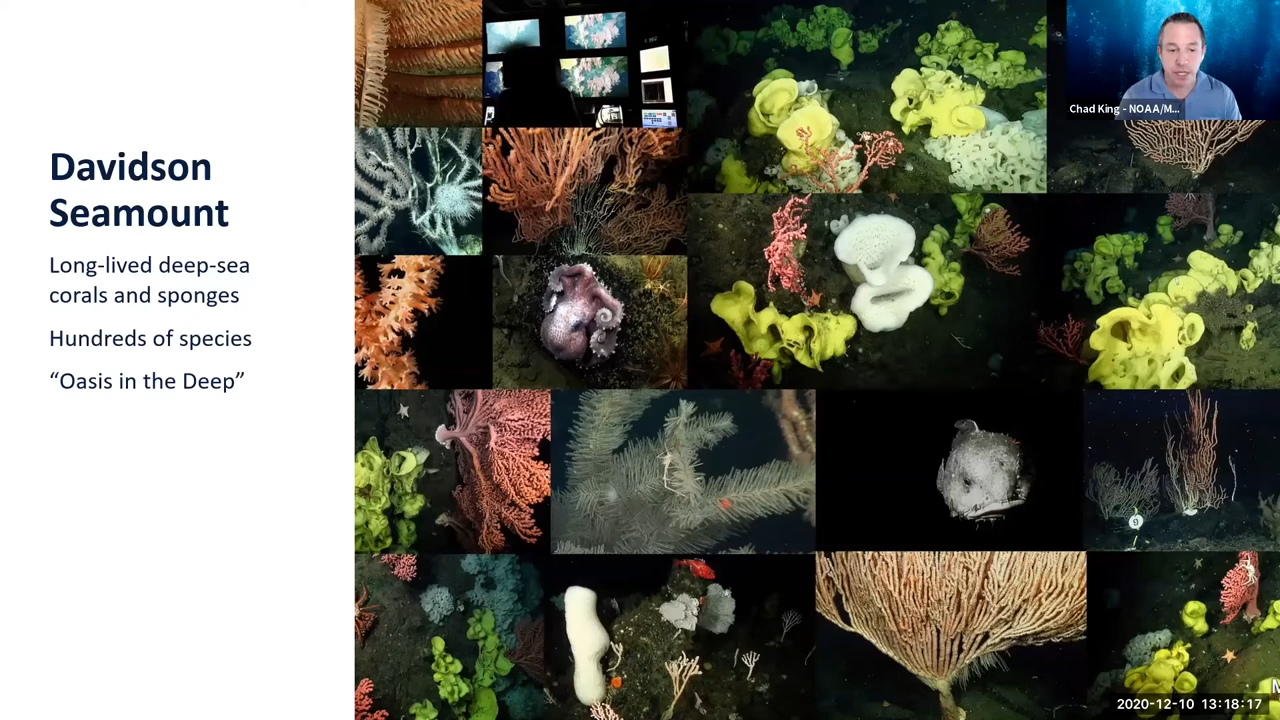 Davidson
Seamount
Long-lived deep-sea
corals and sponges
Hundreds of species
“Oasis in the Deep”
Chad King - NOAA/M...
9
2020-12-10 13:18:17